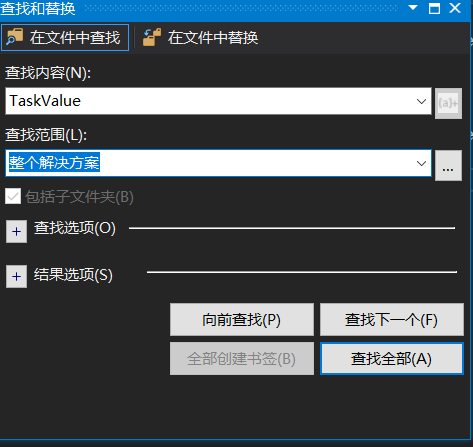 查找和替换
在文件中查找 在文件中替换
查找内容(N):
TaskValue
{a}+
查找范围(L):
整个解决方案
...
包括子文件夹(B)
+ 查找选项(O)
+ 结果选项(S)
向前查找(P) 查找下一个(F)
全部创建书签(B) 查找全部(A)